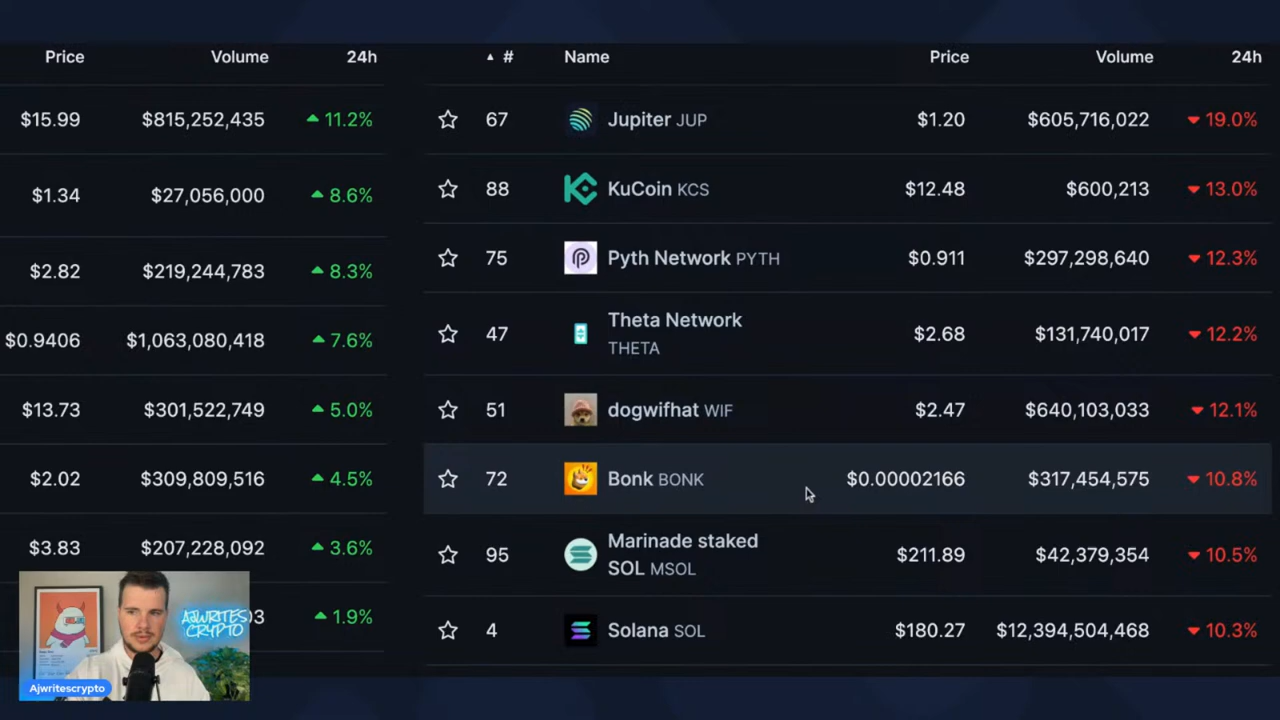 Price Volume 24h
$15.99 $815,252,435 11.2%
$1.34 $27,056,000 8.6%
$2.82 $219,244,783 8.3%
$0.9406 $1,063,080,418 7.6%
$13.73 $301,522,749 5.0%
$2.02 $309,809,516 4.5%
$3.83 $207,228,092 3.6%
3 1.9%
# Name Price Volume 24h
67 Jupiter JUP $1.20 $605,716,022 19.0%
88 KuCoin KCS $12.48 $600,213 13.0%
75 Pyth Network PYTH $0.911 $297,298,640 12.3%
47 Theta Network $2.68 $131,740,017 12.2%
THETA
51 dogwifhat WIF $2.47 $640,103,033 12.1%
72 Bonk BONK $0.00002166 $317,454,575 10.8%
95 Marinade staked $211.89 $42,379,354 10.5%
SOL MSOL
4 Solana SOL $180.27 $12,394,504,468 10.3%
AJWRITES
CRYPTO
Ajwritescrypto